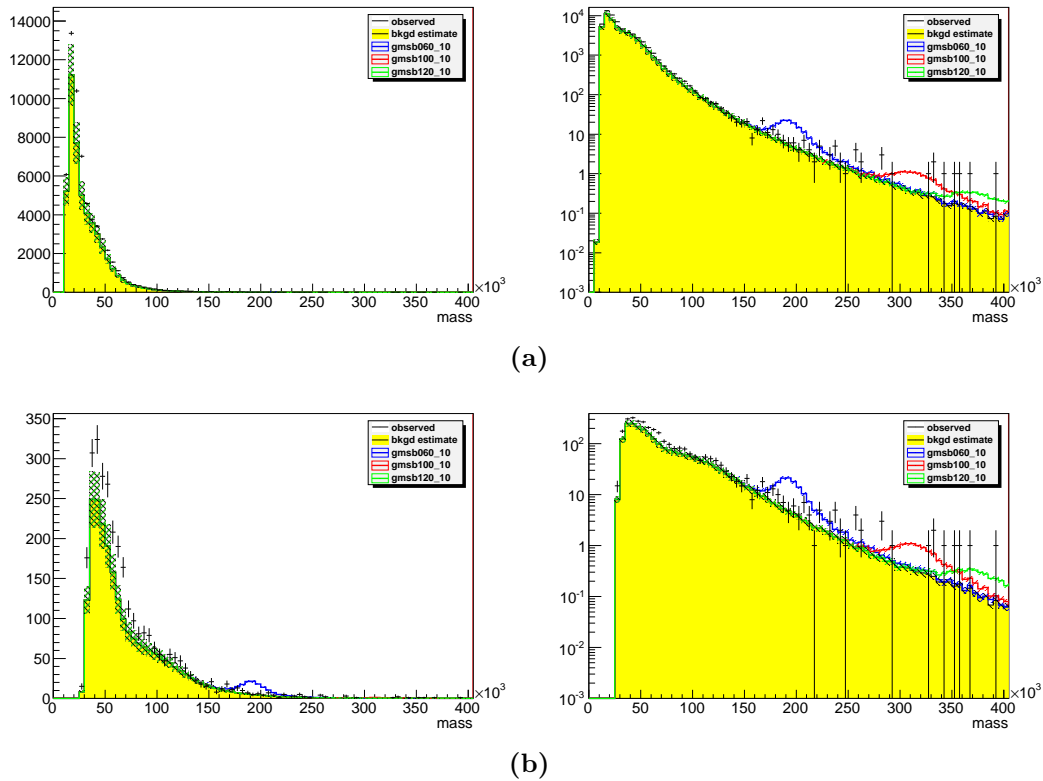 14000
12000
10000
8000
6000
4000
2000
0
0 50 100 150 200 250 300 350 400
×10³
mass
observed
bkgd estimate
gmsb060_10
gmsb100_10
gmsb120_10
10⁴
10³
10²
10
1
10⁻¹
10⁻²
10⁻³
0 50 100 150 200 250 300 350 400
×10³
mass
observed
bkgd estimate
gmsb060_10
gmsb100_10
gmsb120_10
(a)
350
300
250
200
150
100
50
0
0 50 100 150 200 250 300 350 400
×10³
mass
observed
bkgd estimate
gmsb060_10
gmsb100_10
gmsb120_10
10²
10
1
10⁻¹
10⁻²
10⁻³
0 50 100 150 200 250 300 350 400
×10³
mass
observed
bkgd estimate
gmsb060_10
gmsb100_10
gmsb120_10
(b)